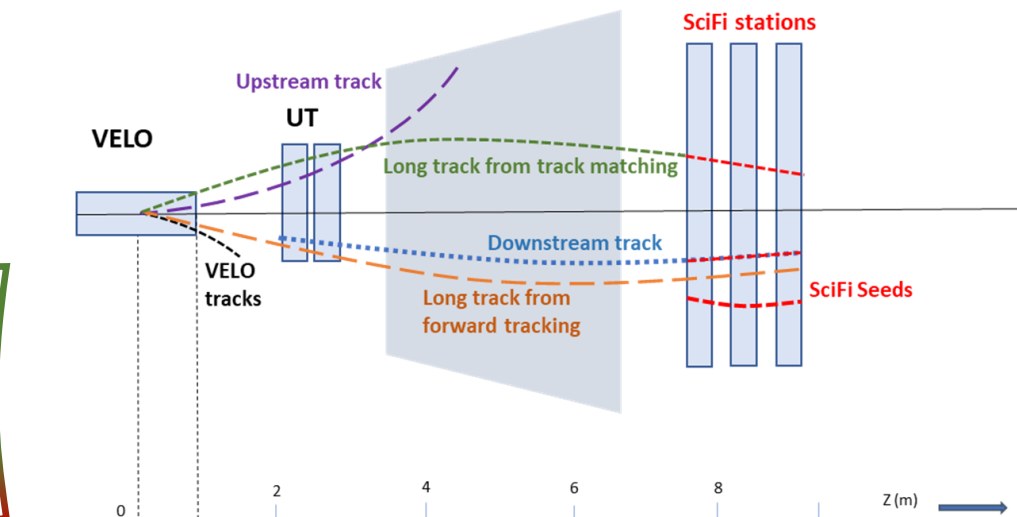 SciFi stations
Upstream track
UT
VELO
Long track from track matching
Downstream track
VELO
tracks
Long track from
forward tracking
SciFi Seeds
0
2
4
6
8
Z (m)